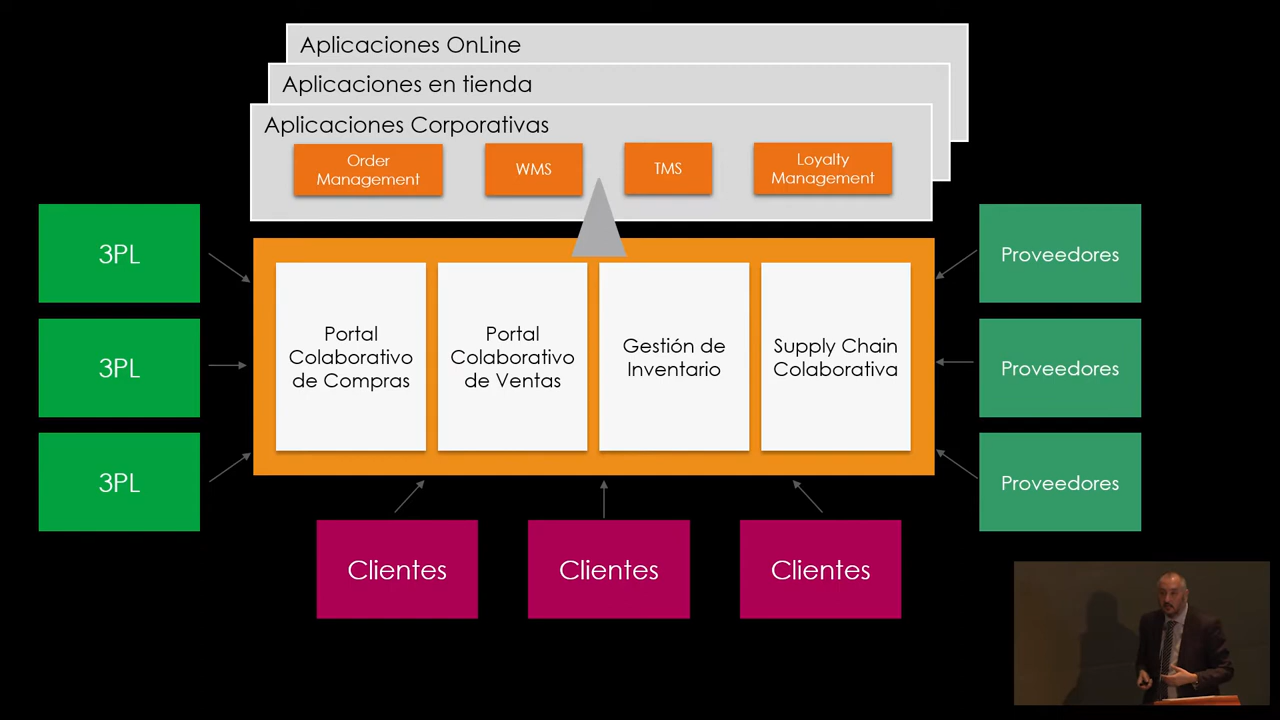 Aplicaciones OnLine
Aplicaciones en tienda
Aplicaciones Corporativas
Order
Management
WMS
TMS
Loyalty
Management
3PL
3PL
3PL
Portal
Colaborativo
de Compras
Portal
Colaborativo
de Ventas
Gestión de
Inventario
Supply Chain
Colaborativa
Proveedores
Proveedores
Proveedores
Clientes
Clientes
Clientes